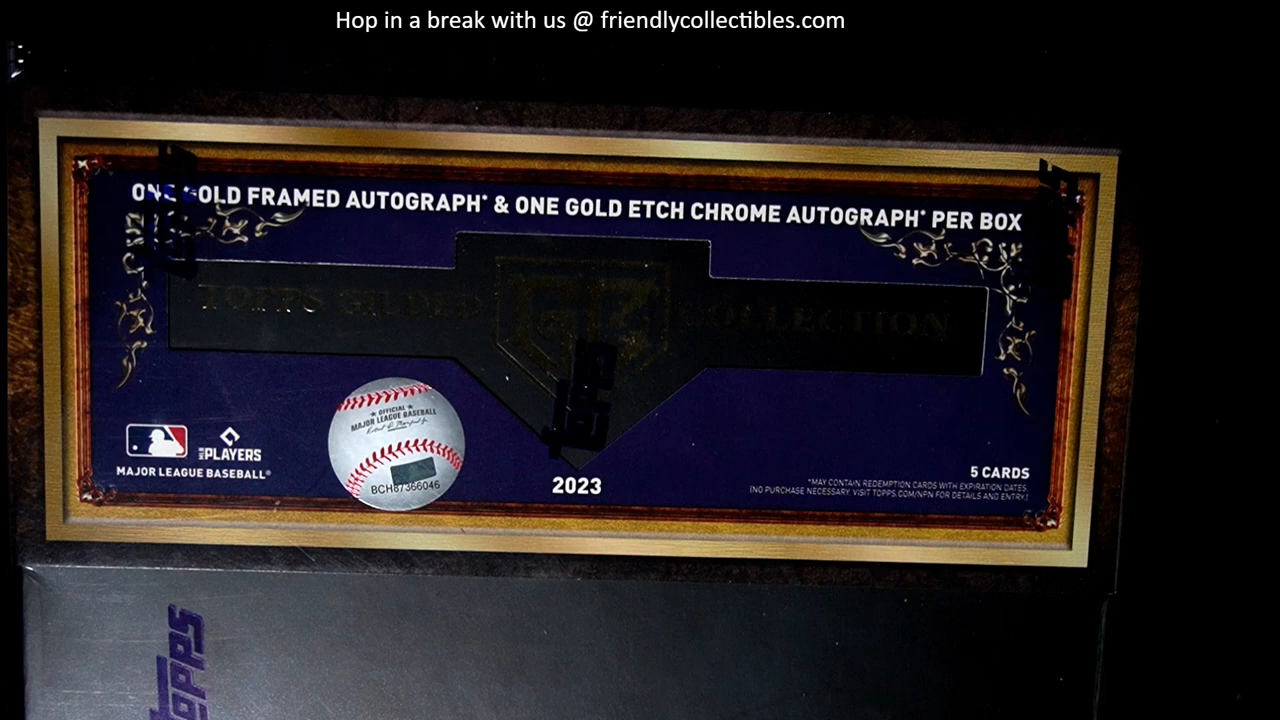 Hop in a break with us @ friendlycollectibles.com
ONE GOLD FRAMED AUTOGRAPH* & ONE GOLD ETCH CHROME AUTOGRAPH* PER BOX
TOPPS GILDED COLLECTION
★ OFFICIAL ★
MAJOR LEAGUE BASEBALL
BCH87366046
MLB PLAYERS
MAJOR LEAGUE BASEBALL®
2023
5 CARDS
*MAY CONTAIN REDEMPTION CARDS WITH EXPIRATION DATES.
(NO PURCHASE NECESSARY. VISIT TOPPS.COM/NPN FOR DETAILS AND ENTRY.)
TOPPS